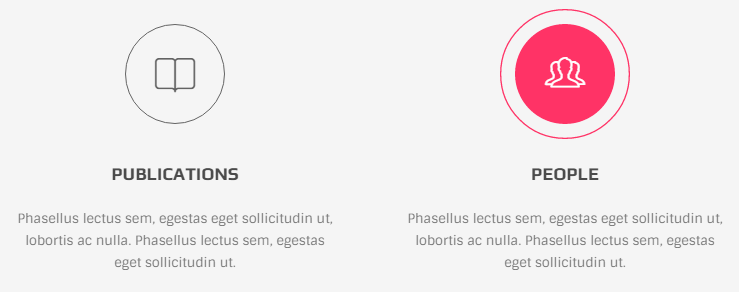 PUBLICATIONS
Phasellus lectus sem, egestas eget sollicitudin ut,
lobortis ac nulla. Phasellus lectus sem, egestas
eget sollicitudin ut.
PEOPLE
Phasellus lectus sem, egestas eget sollicitudin ut,
lobortis ac nulla. Phasellus lectus sem, egestas
eget sollicitudin ut.